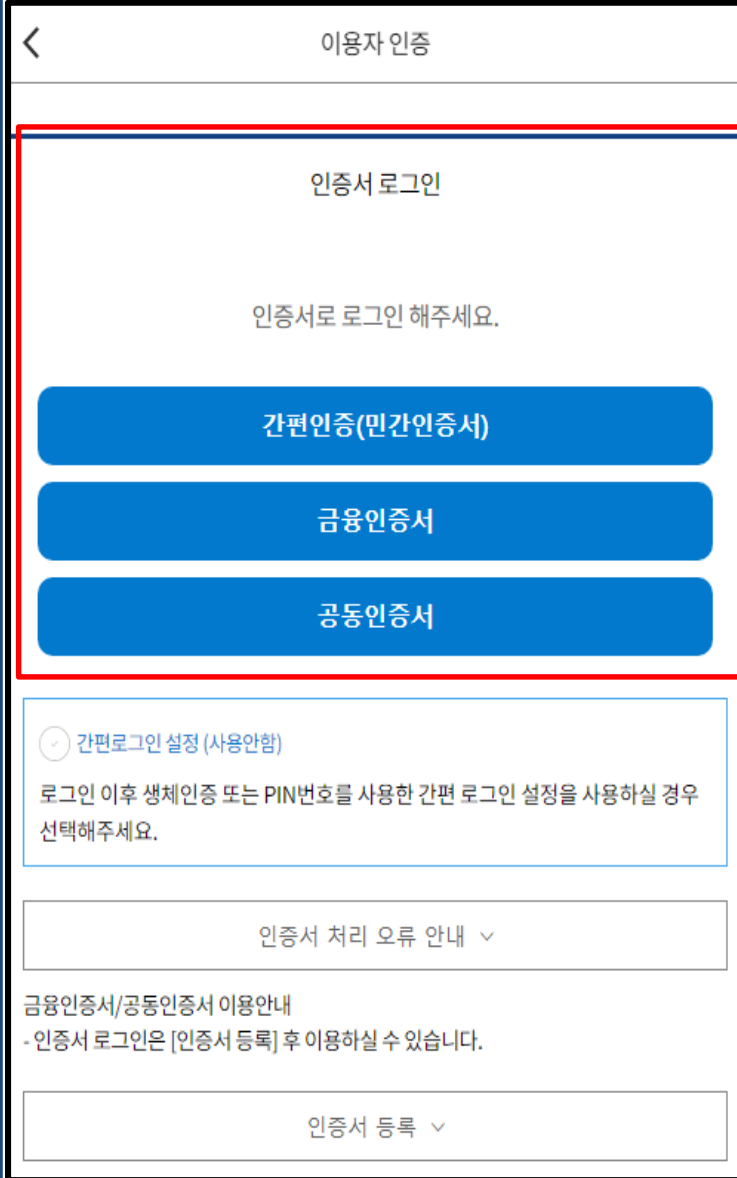 이용자 인증
인증서 로그인
인증서로 로그인 해주세요.
간편인증(민간인증서)
금융인증서
공동인증서
간편로그인 설정 (사용안함)
로그인 이후 생체인증 또는 PIN번호를 사용한 간편 로그인 설정을 사용하실 경우
선택해주세요.
인증서 처리 오류 안내
금융인증서/공동인증서 이용안내
- 인증서 로그인은 [인증서 등록] 후 이용하실 수 있습니다.
인증서 등록